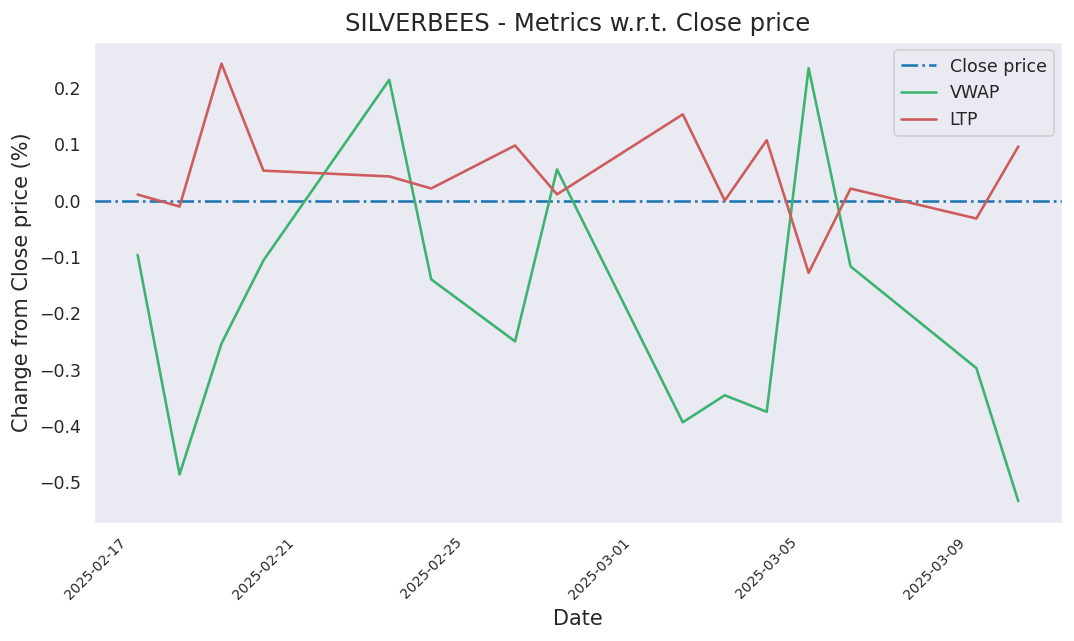 SILVERBEES - Metrics w.r.t. Close price
Close price
VWAP
LTP
Change from Close price (%)
0.2
0.1
0.0
−0.1
−0.2
−0.3
−0.4
−0.5
2025-02-17
2025-02-21
2025-02-25
2025-03-01
2025-03-05
2025-03-09
Date